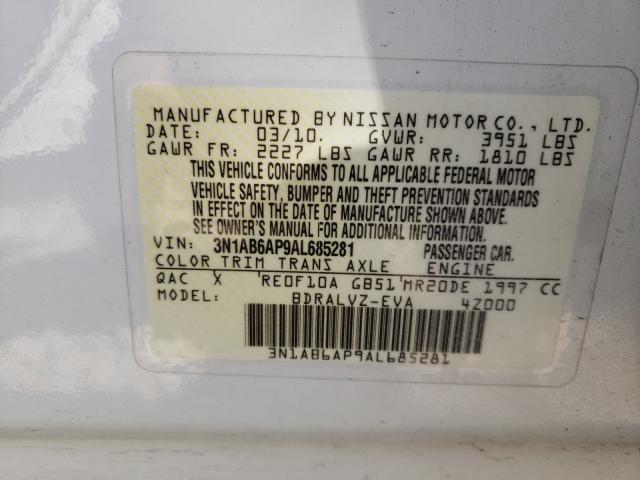 MANUFACTURED BY NISSAN MOTOR CO., LTD.
DATE: 03/10. GVWR: 3951 LBS
GAWR FR: 2227 LBS GAWR RR: 1810 LBS
THIS VEHICLE CONFORMS TO ALL APPLICABLE FEDERAL MOTOR
VEHICLE SAFETY, BUMPER AND THEFT PREVENTION STANDARDS
IN EFFECT ON THE DATE OF MANUFACTURE SHOWN ABOVE.
SEE OWNER'S MANUAL FOR ADDITIONAL INFORMATION.
VIN: 3N1AB6AP9AL685281 PASSENGER CAR.
COLOR TRIM TRANS AXLE ENGINE
QAC X 'RE0F10A GB51'MR20DE 1997 CC
MODEL: BDRALVZ-EVA 4Z000
3N1AB6AP9AL685281